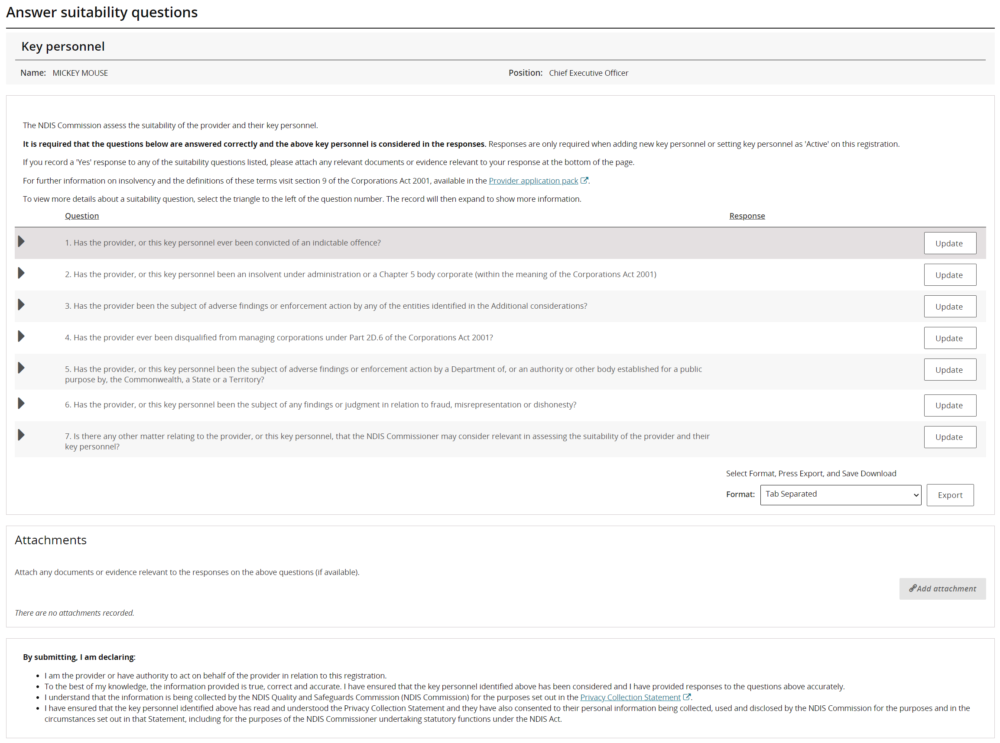 Answer suitability questions
Key personnel
Name: MICKEY MOUSE
Position: Chief Executive Officer
The NDIS Commission assess the suitability of the provider and their key personnel.
It is required that the questions below are answered correctly and the above key personnel is considered in the responses. Responses are only required when adding new key personnel or setting key personnel as 'Active' on this registration.
If you record a 'Yes' response to any of the suitability questions listed, please attach any relevant documents or evidence relevant to your response at the bottom of the page.
For further information on insolvency and the definitions of these terms visit section 9 of the Corporations Act 2001, available in the Provider application pack.
To view more details about a suitability question, select the triangle to the left of the question number. The record will then expand to show more information.
Question
Response
1. Has the provider, or this key personnel ever been convicted of an indictable offence?
Update
2. Has the provider, or this key personnel been an insolvent under administration or a Chapter 5 body corporate (within the meaning of the Corporations Act 2001)
Update
3. Has the provider been the subject of adverse findings or enforcement action by any of the entities identified in the Additional considerations?
Update
4. Has the provider ever been disqualified from managing corporations under Part 2D.6 of the Corporations Act 2001?
Update
5. Has the provider, or this key personnel been the subject of adverse findings or enforcement action by a Department of, or an authority or other body established for a public
purpose by, the Commonwealth, a State or a Territory?
Update
6. Has the provider, or this key personnel been the subject of any findings or judgment in relation to fraud, misrepresentation or dishonesty?
Update
7. Is there any other matter relating to the provider, or this key personnel, that the NDIS Commissioner may consider relevant in assessing the suitability of the provider and their
key personnel?
Update
Select Format, Press Export, and Save Download
Format: Tab Separated
Export
Attachments
Attach any documents or evidence relevant to the responses on the above questions (if available).
Add attachment
There are no attachments recorded.
By submitting, I am declaring:
• I am the provider or have authority to act on behalf of the provider in relation to this registration.
• To the best of my knowledge, the information provided is true, correct and accurate. I have ensured that the key personnel identified above has been considered and I have provided responses to the questions above accurately.
• I understand that the information is being collected by the NDIS Quality and Safeguards Commission (NDIS Commission) for the purposes set out in the Privacy Collection Statement.
• I have ensured that the key personnel identified above has read and understood the Privacy Collection Statement and they have also consented to their personal information being collected, used and disclosed by the NDIS Commission for the purposes and in the
circumstances set out in that Statement, including for the purposes of the NDIS Commissioner undertaking statutory functions under the NDIS Act.